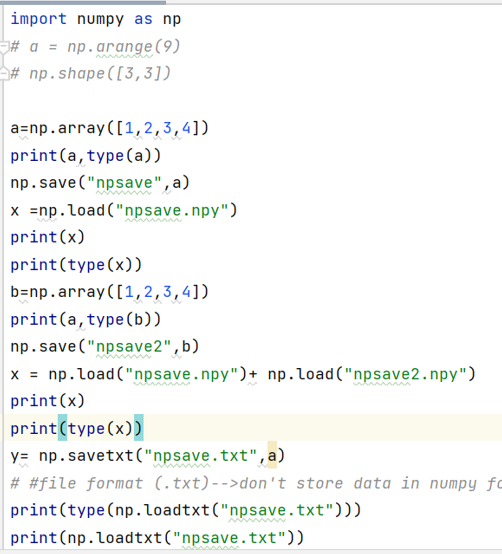 import numpy as np
# a = np.arange(9)
# np.shape([3,3])
a=np.array([1,2,3,4])
print(a,type(a))
np.save("npsave",a)
x =np.load("npsave.npy")
print(x)
print(type(x))
b=np.array([1,2,3,4])
print(a,type(b))
np.save("npsave2",b)
x = np.load("npsave.npy")+ np.load("npsave2.npy")
print(x)
print(type(x))
y= np.savetxt("npsave.txt",a)
# #file format (.txt)-->don't store data in numpy fo
print(type(np.loadtxt("npsave.txt")))
print(np.loadtxt("npsave.txt"))